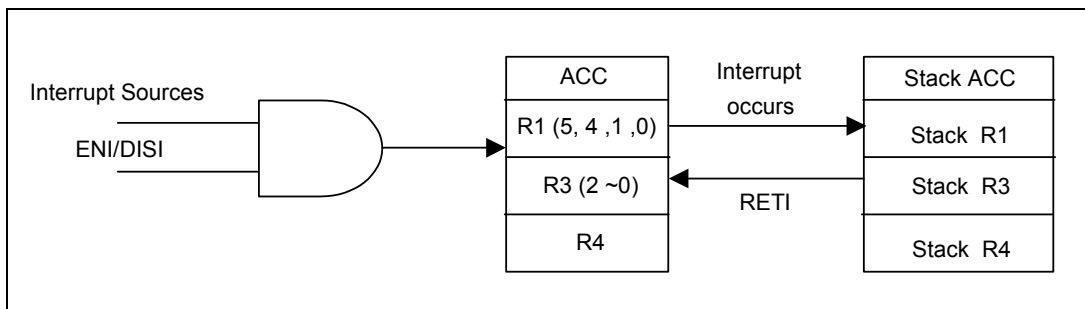 Interrupt Sources
ENI/DISI
ACC
R1 (5, 4 ,1 ,0)
R3 (2 ~0)
R4
Interrupt
occurs
RETI
Stack ACC
Stack R1
Stack R3
Stack R4